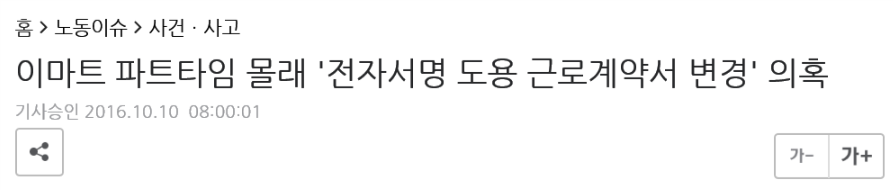 홈 > 노동이슈 > 사건 · 사고
이마트 파트타임 몰래 '전자서명 도용 근로계약서 변경' 의혹
기사승인 2016.10.10 08:00:01
가- 가+